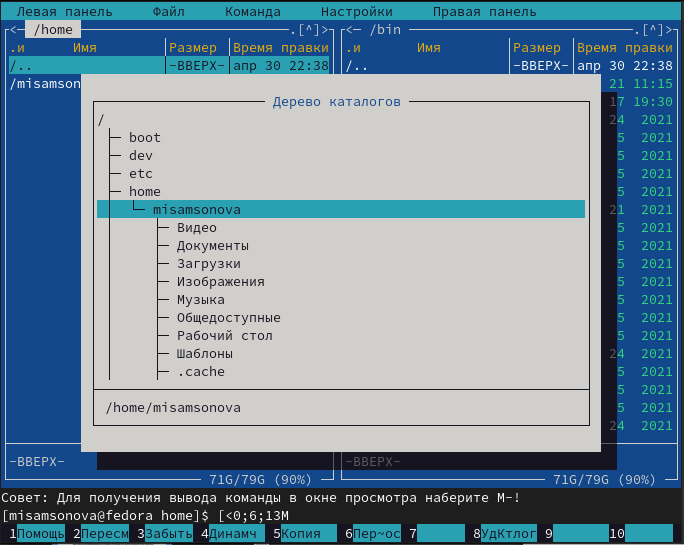 Левая панель Файл Команда Настройки Правая панель
<─ /home .[^]>
<─ /bin .[^]>
.и Имя Размер Время правки
.и Имя Размер Время правки
/.. -ВВЕРХ- апр 30 22:38
/.. -ВВЕРХ- апр 30 22:38
/misamson
21 11:15
17 19:30
24 2021
5 2021
5 2021
5 2021
5 2021
21 2021
5 2021
5 2021
5 2021
5 2021
5 2021
5 2021
5 2021
24 2021
5 2021
5 2021
5 2021
24 2021
Дерево каталогов
/
boot
dev
etc
home
misamsonova
Видео
Документы
Загрузки
Изображения
Музыка
Общедоступные
Рабочий стол
Шаблоны
.cache
/home/misamsonova
-ВВЕРХ-
-ВВЕРХ-
71G/79G (90%)
71G/79G (90%)
Совет: Для получения вывода команды в окне просмотра наберите M-!
[misamsonova@fedora home]$ [<0;6;13M
1Помощь 2Пересм 3Забыть 4Динамч 5Копия 6Пер~ос 7 8УдКтлог 9 10